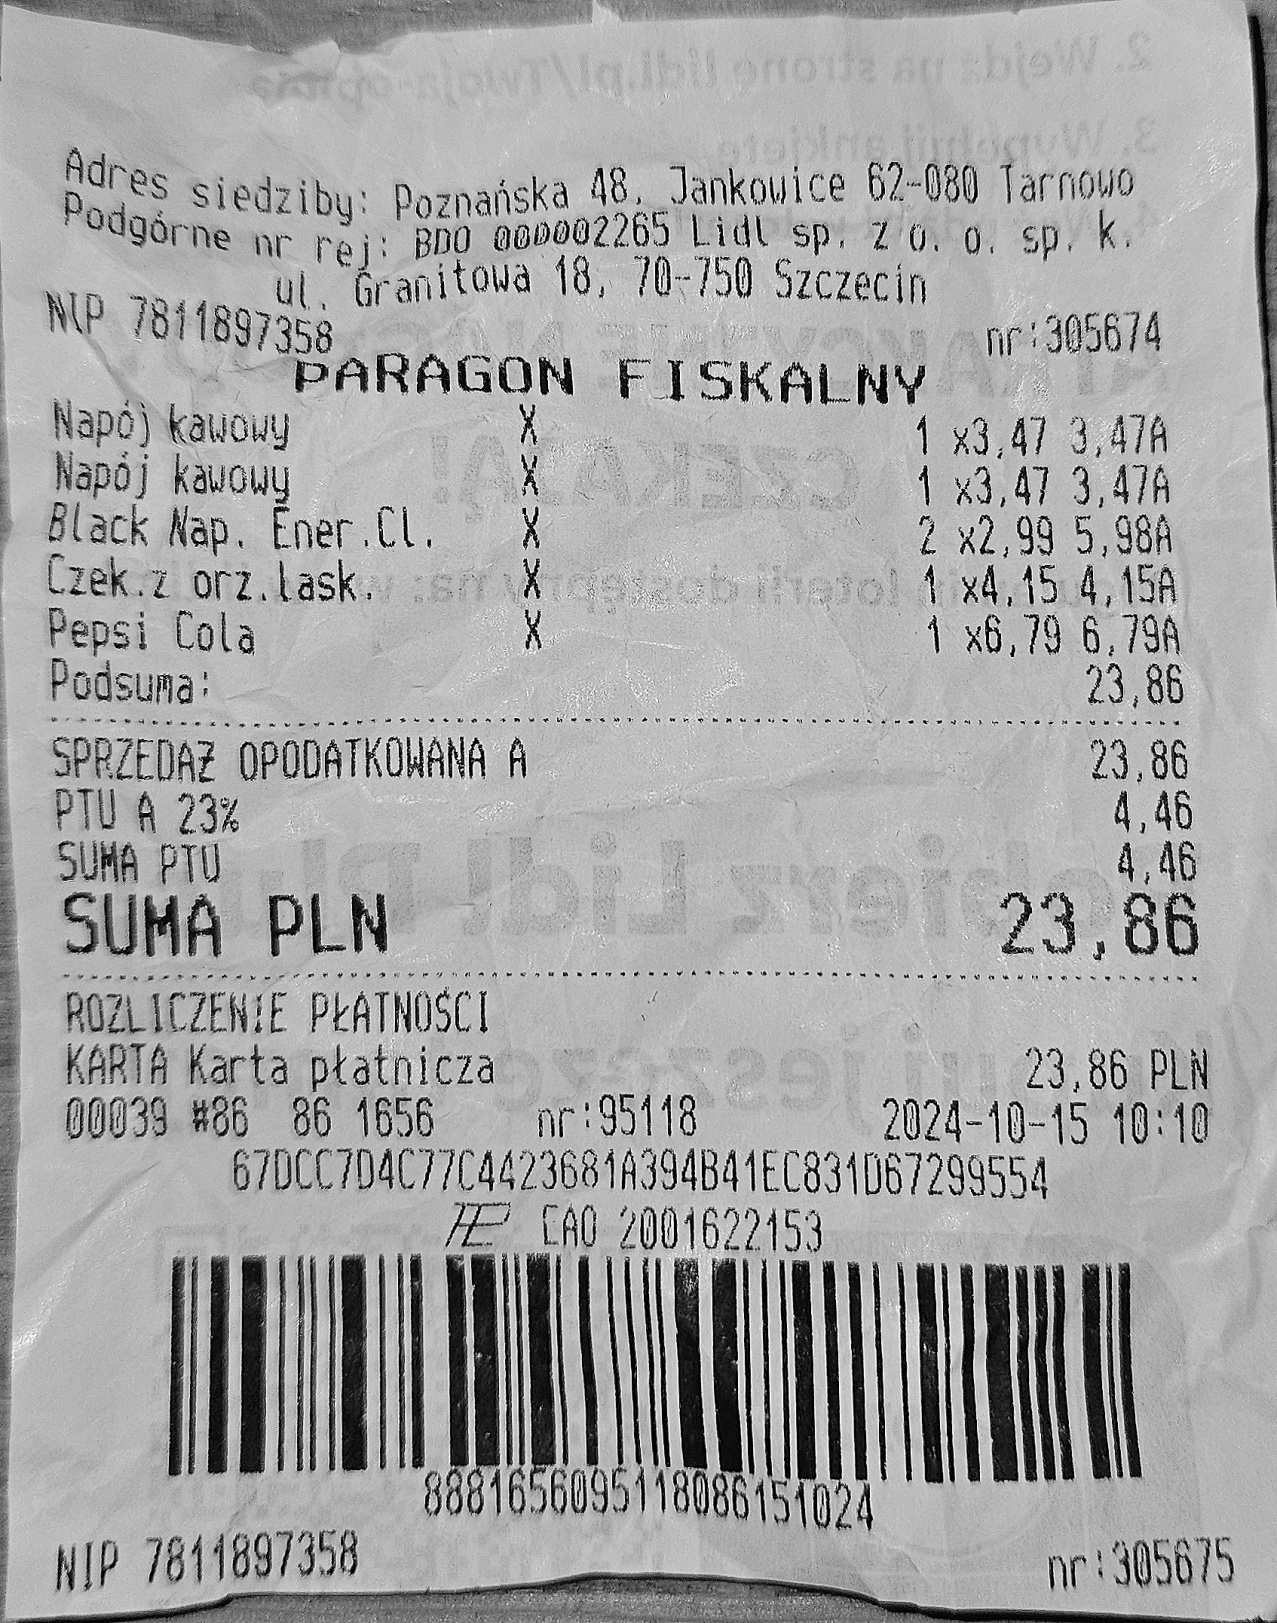 Adres siedziby: Poznańska 48, Jankowice 62-080 Tarnowo
Podgórne nr rej: BDO 000002265 Lidl sp. z o. o. sp. k.
ul. Granitowa 18, 70-750 Szczecin
NIP 7811897358 nr:305674
PARAGON FISKALNY
Napój kawowy X 1 x3,47 3,47A
Napój kawowy X 1 x3,47 3,47A
Black Nap. Ener.Cl. X 2 x2,99 5,98A
Czek.z orz.lask. X 1 x4,15 4,15A
Pepsi Cola X 1 x6,79 6,79A
Podsuma: 23,86
SPRZEDAŻ OPODATKOWANA A 23,86
PTU A 23% 4,46
SUMA PTU 4,46
SUMA PLN 23,86
ROZLICZENIE PŁATNOŚCI
KARTA Karta płatnicza 23,86 PLN
00039 #86 86 1656 nr:95118 2024-10-15 10:10
67DCC7D4C77C4423681A394B41EC831D67299554
CAO 2001622153
8881656095118086151024
NIP 7811897358 nr:305675